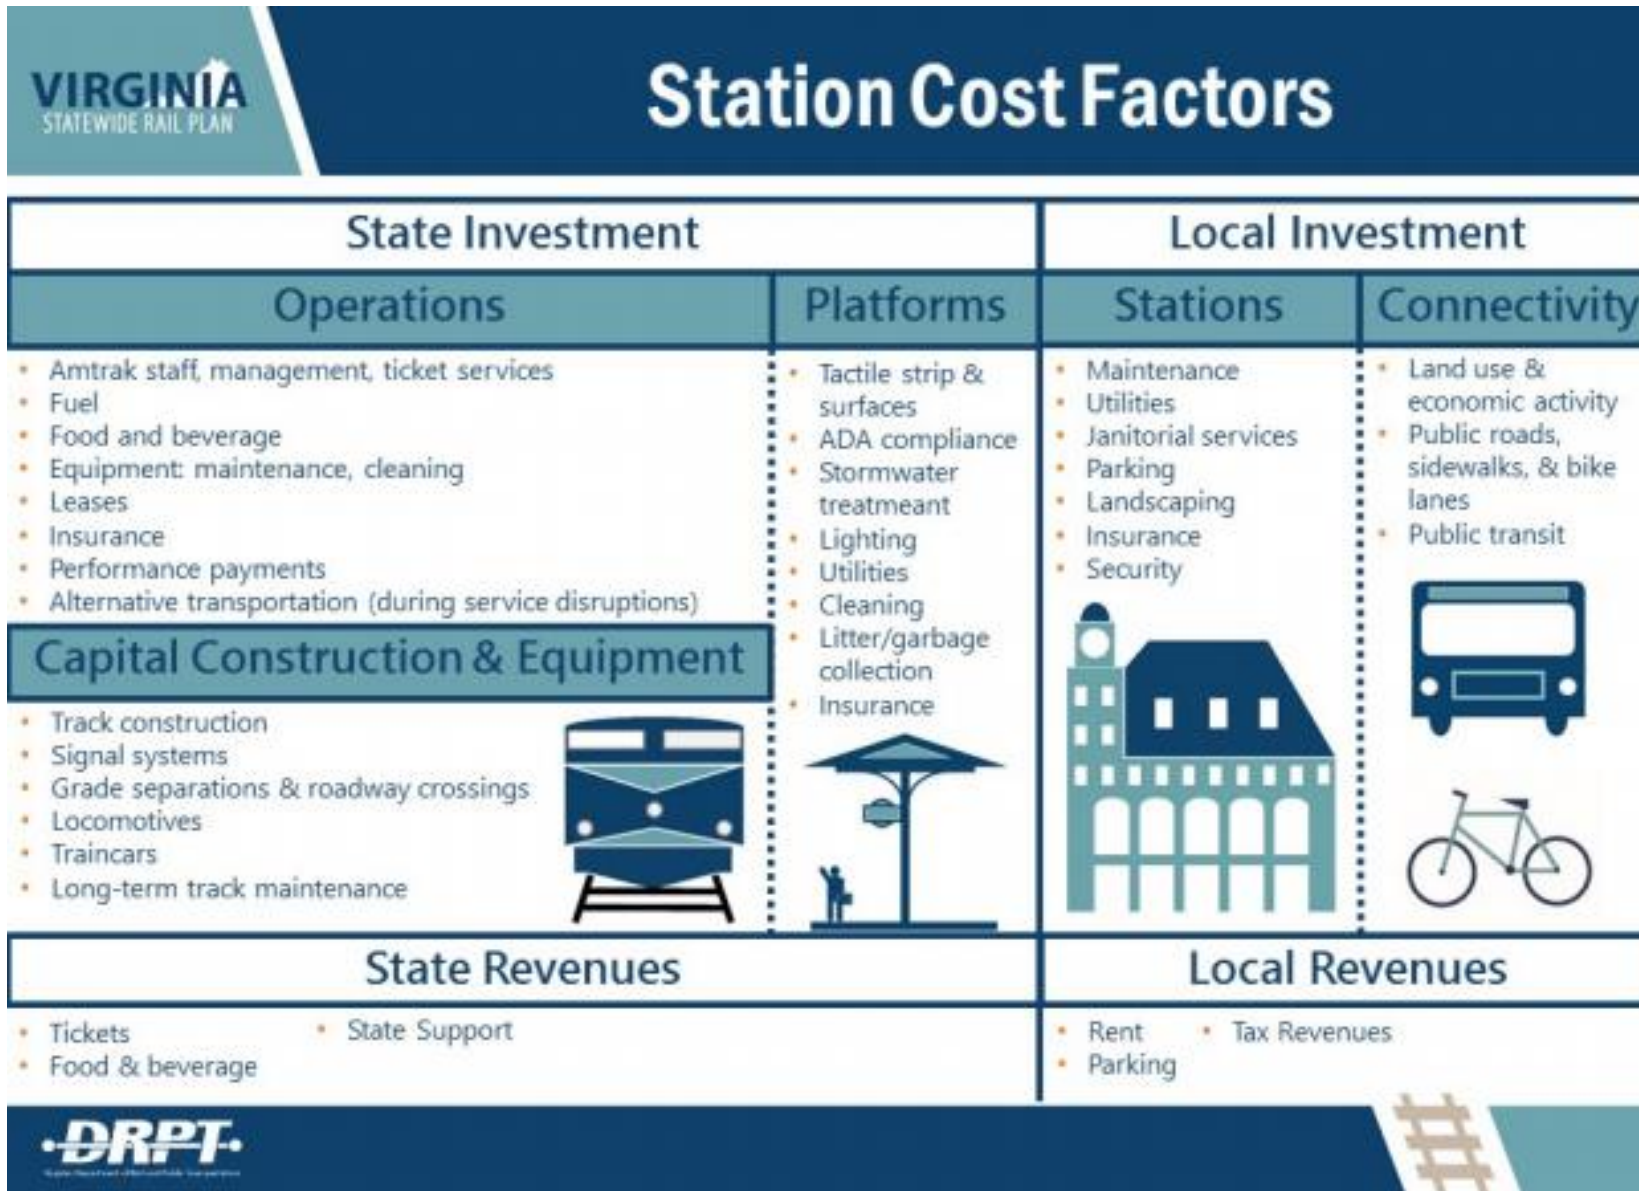 VIRGINIA
STATEWIDE RAIL PLAN
Station Cost Factors
State Investment
Operations
• Amtrak staff, management, ticket services
• Fuel
• Food and beverage
• Equipment: maintenance, cleaning
• Leases
• Insurance
• Performance payments
• Alternative transportation (during service disruptions)
Capital Construction & Equipment
• Track construction
• Signal systems
• Grade separations & roadway crossings
• Locomotives
• Traincars
• Long-term track maintenance
Platforms
• Tactile strip &
surfaces
• ADA compliance
• Stormwater
treatmeant
• Lighting
• Utilities
• Cleaning
• Litter/garbage
collection
• Insurance
Local Investment
Stations
• Maintenance
• Utilities
• Janitorial services
• Parking
• Landscaping
• Insurance
• Security
Connectivity
• Land use &
economic activity
• Public roads,
sidewalks, & bike
lanes
• Public transit
State Revenues
• Tickets
• Food & beverage
• State Support
Local Revenues
• Rent
• Parking
• Tax Revenues
DRPT